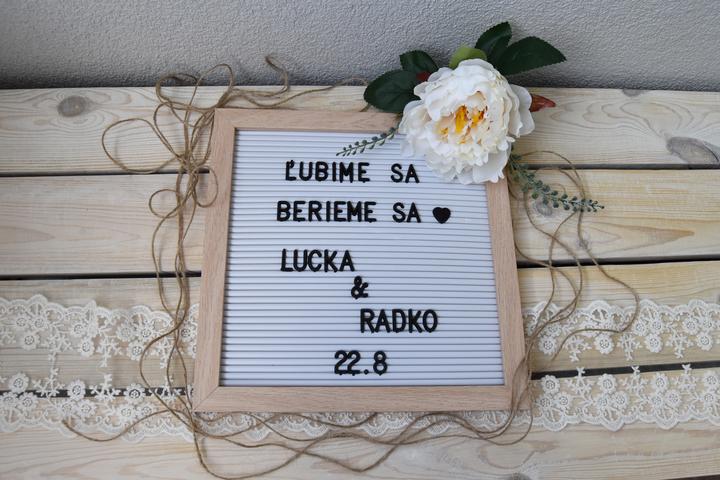 ĽUBIME SA
BERIEME SA ♥
LUCKA
&
RADKO
22.8